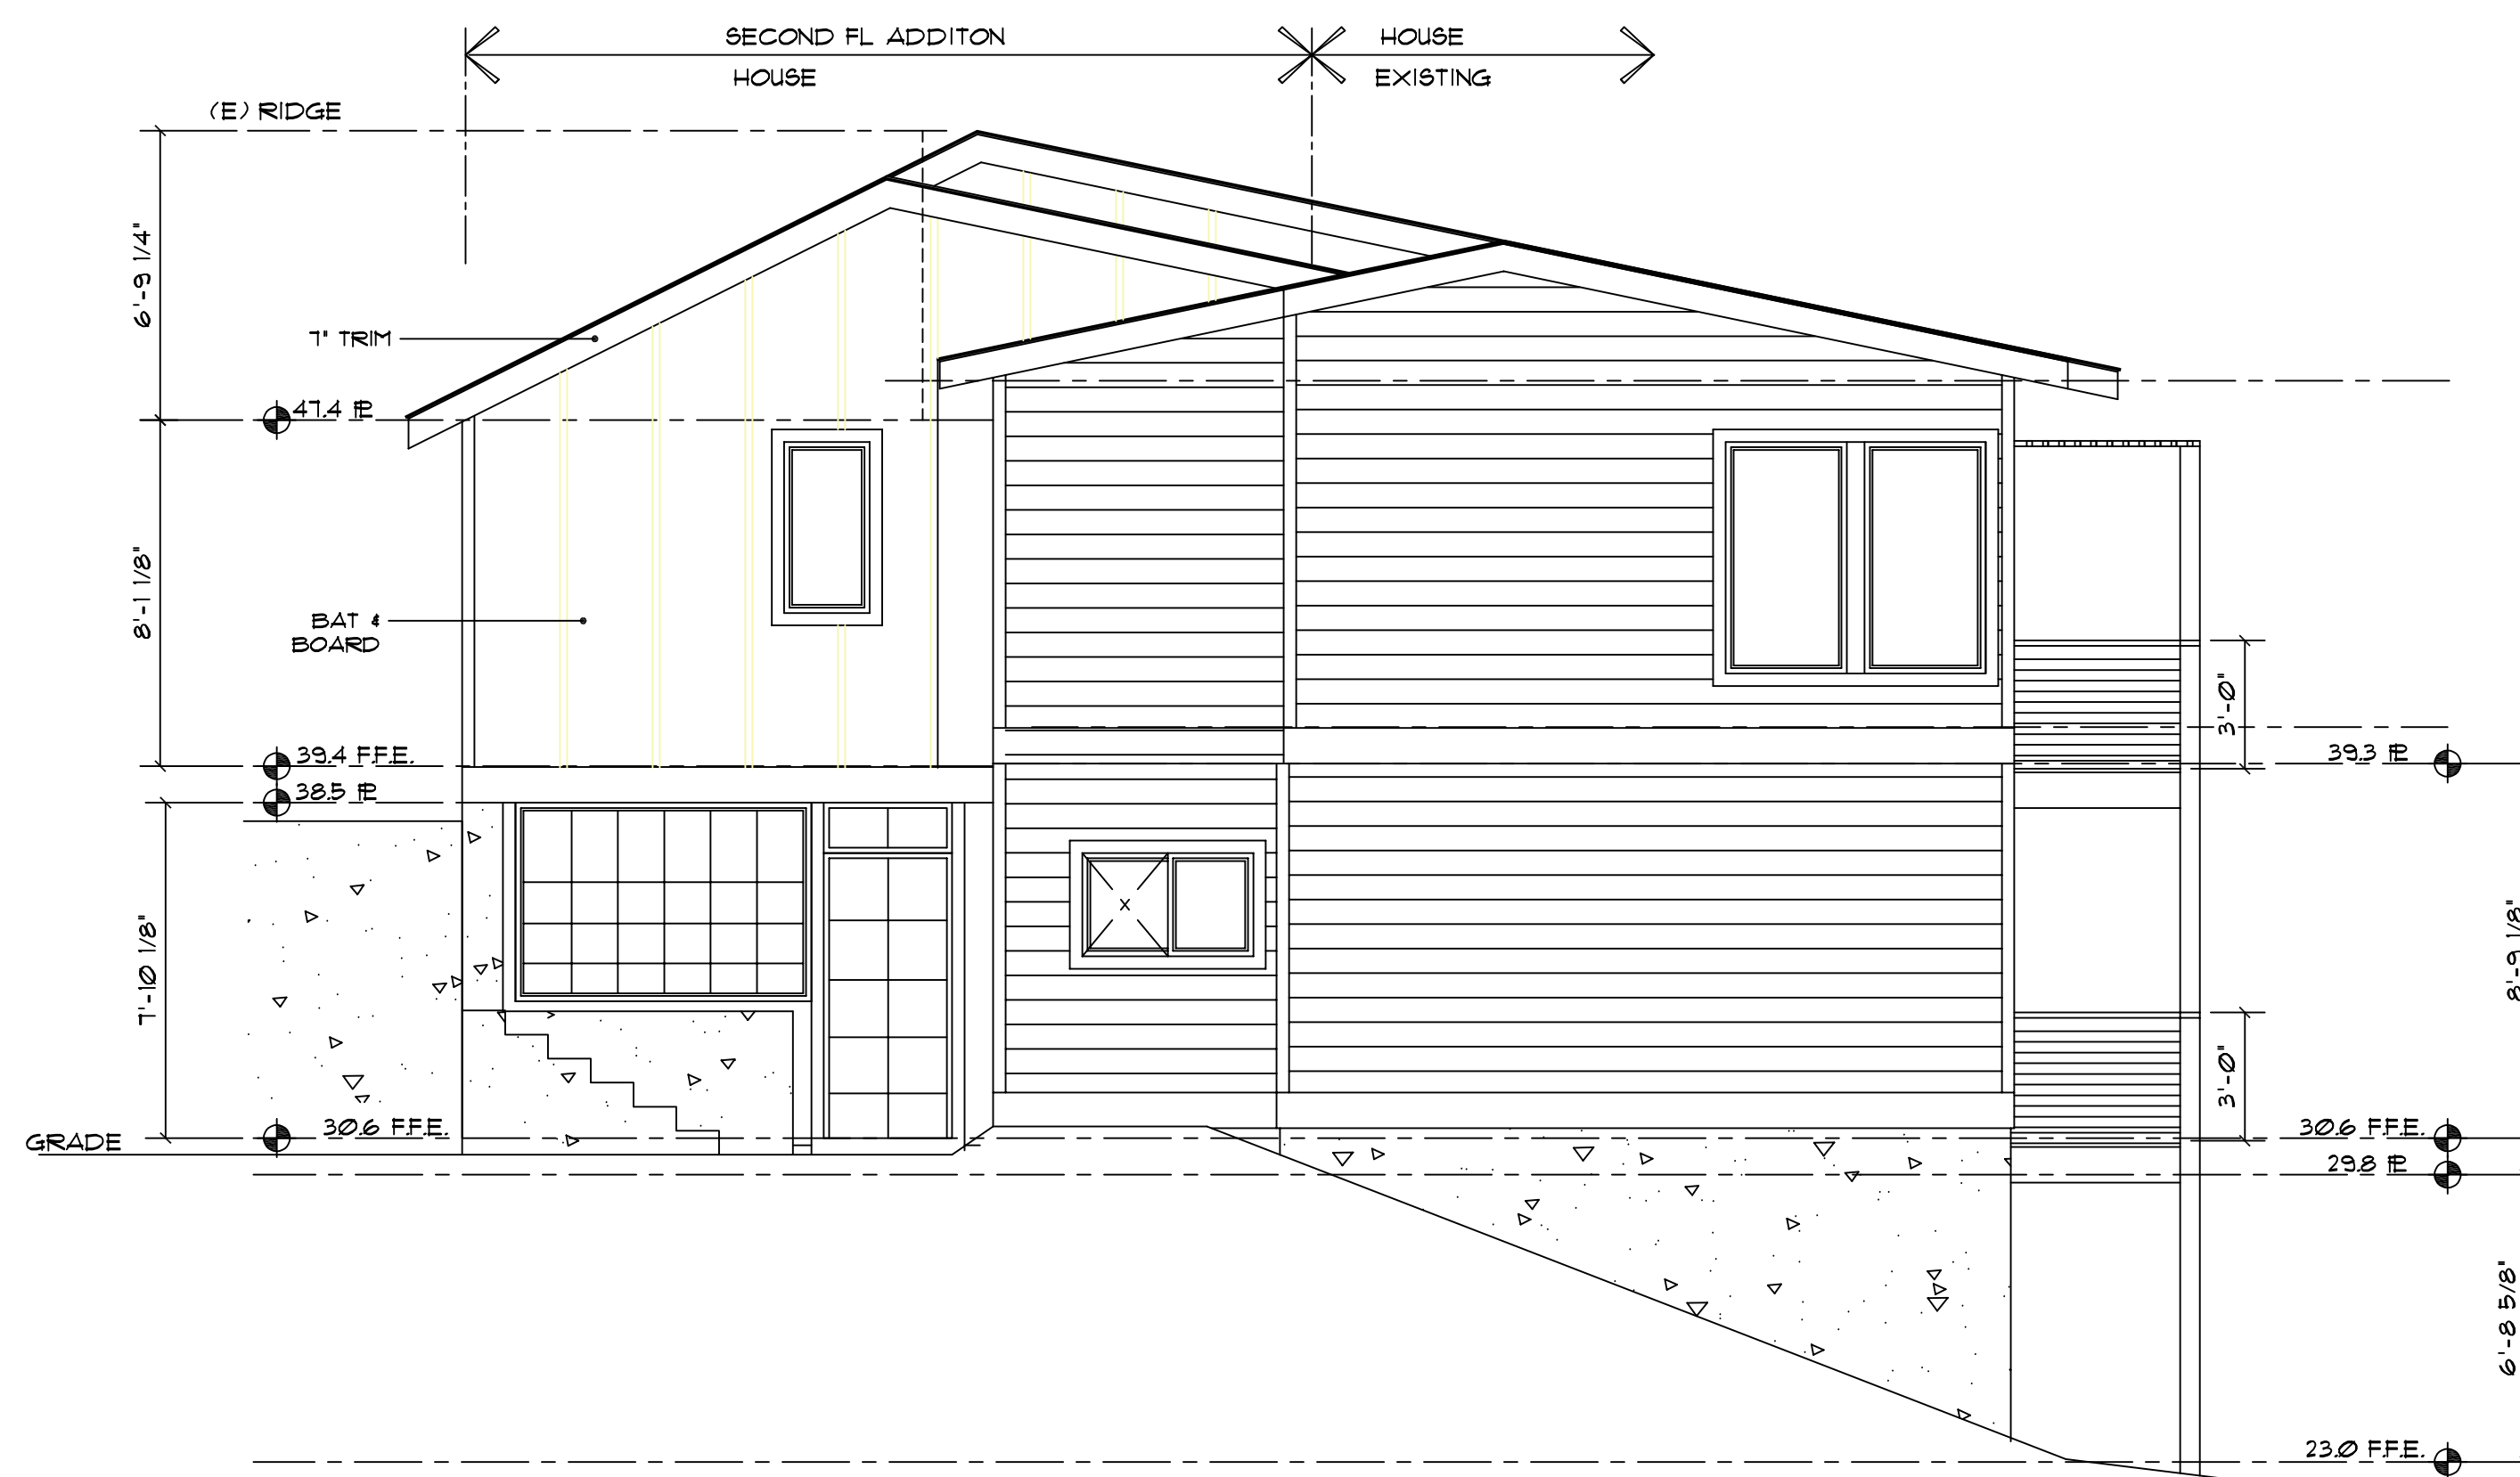 SECOND FL ADDITON
HOUSE
HOUSE
EXISTING
(E) RIDGE
6'-9 1/4"
7" TRIM
47.4 PL
8'-1 1/8"
BAT &
BOARD
3'-0"
39.4 F.F.E.
39.3 PL
38.5 PL
7'-10 1/8"
X
8'-9 1/8"
3'-0"
30.6 F.F.E.
GRADE
30.6 F.F.E.
29.8 PL
6'-8 5/8"
23.0 F.F.E.